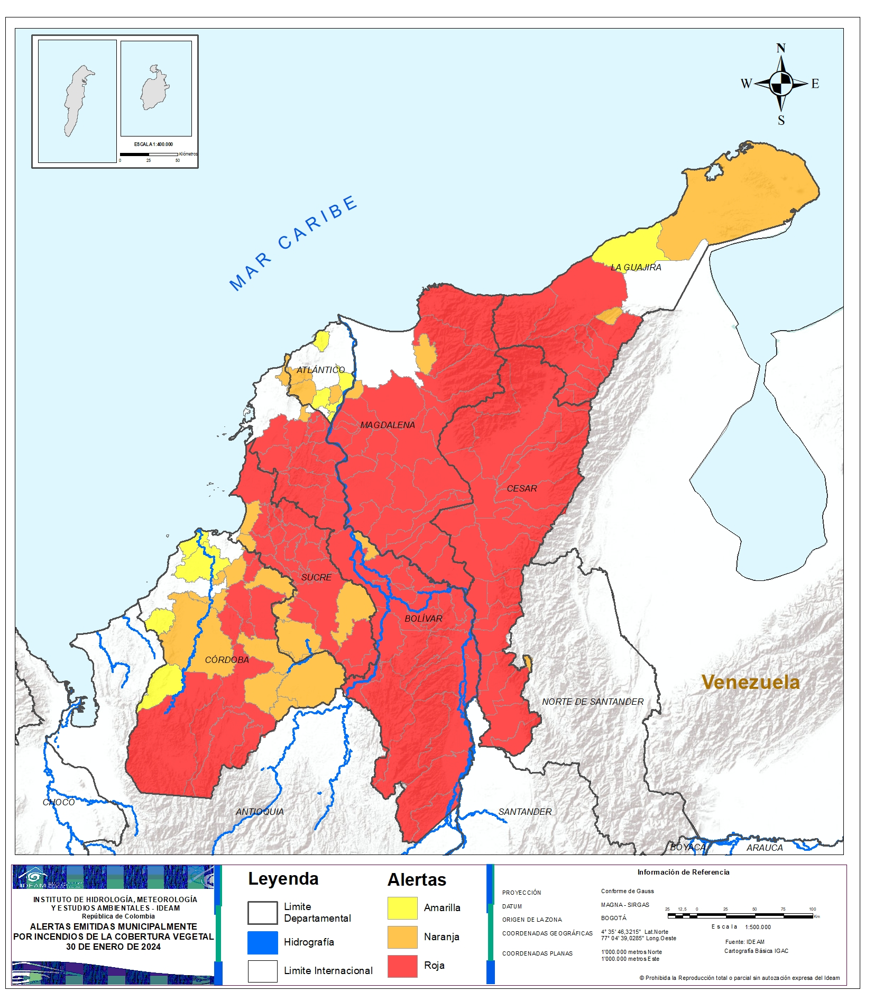 ESCALA 1:400.000
Kilómetros
0 25 50
N
W E
S
MAR CARIBE
LA GUAJIRA
ATLÁNTICO
MAGDALENA
CESAR
SUCRE
BOLÍVAR
CÓRDOBA
NORTE DE SANTANDER
Venezuela
CHOCÓ
ANTIOQUIA
SANTANDER
BOYACÁ
ARAUCA
IDEAM
INSTITUTO DE HIDROLOGÍA, METEOROLOGÍA
Y ESTUDIOS AMBIENTALES - IDEAM
República de Colombia
ALERTAS EMITIDAS MUNICIPALMENTE
POR INCENDIOS DE LA COBERTURA VEGETAL
30 DE ENERO DE 2024
Leyenda
Limite
Departamental
Hidrografía
Limite Internacional
Alertas
Amarilla
Naranja
Roja
Información de Referencia
PROYECCIÓN Conforme de Gauss
DATUM MAGNA - SIRGAS
ORIGEN DE LA ZONA BOGOTÁ
COORDENADAS GEOGRÁFICAS 4° 35' 46,3215" Lat.Norte
77° 04' 39,0285" Long.Oeste
COORDENADAS PLANAS 1'000.000 metros Norte
1'000.000 metros Este
25 12,5 0 25 50 75 100
Km
Escala 1:500.000
Fuente: IDEAM
Cartografía Básica IGAC
© Prohibida la Reproducción total o parcial sin autozación expresa del Ideam